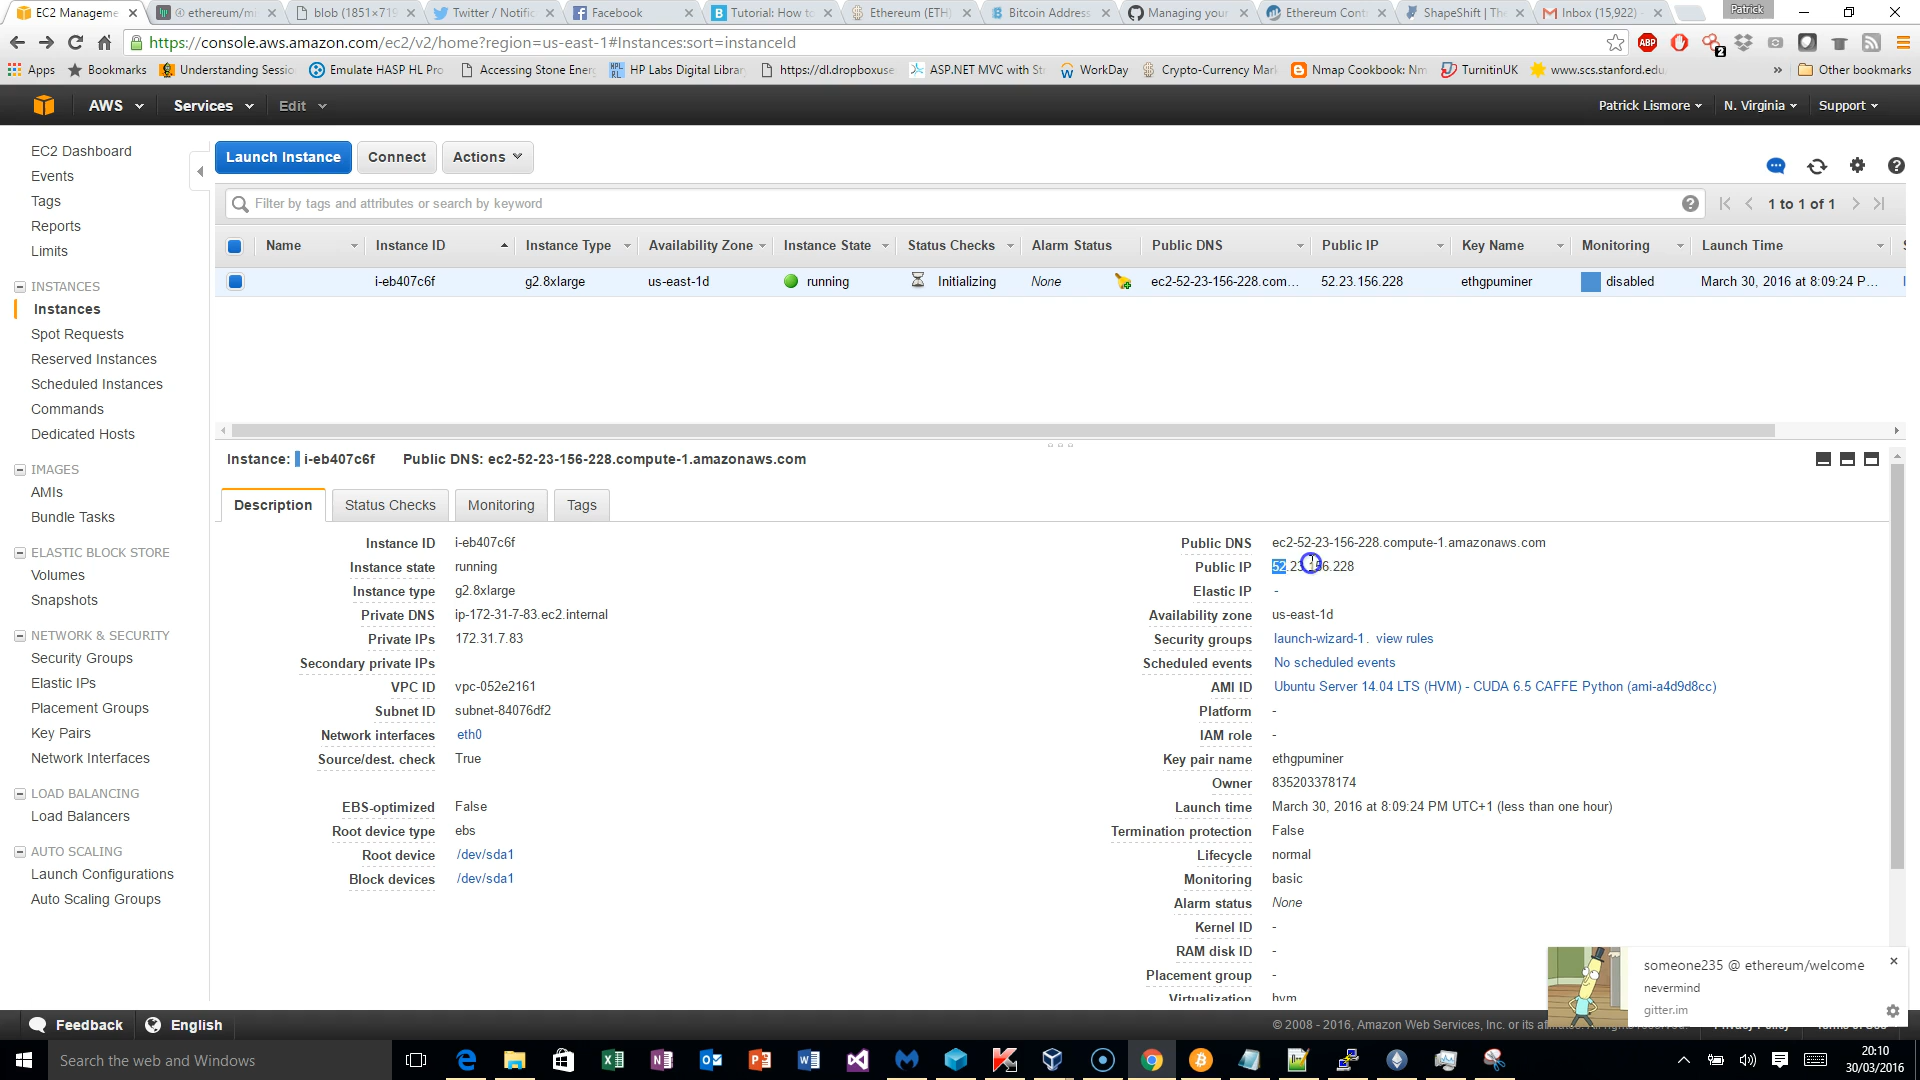 EC2 Manageme
ethereum/mi
blob (1851×719
Twitter / Notific
Facebook
Tutorial: How to
Ethereum (ETH)
Bitcoin Address
Managing your
Ethereum Cont
ShapeShift | The
Inbox (15,922)
Patrick
https://console.aws.amazon.com/ec2/v2/home?region=us-east-1#Instances:sort=instanceId
ABP
2
Apps
Bookmarks
Understanding Sessio
Emulate HASP HL Pro
Accessing Stone Ener
HP Labs Digital Librar
https://dl.dropboxuse
ASP.NET MVC with St
WorkDay
Crypto-Currency Mar
Nmap Cookbook: Nm
TurnitinUK
www.scs.stanford.edu
»
Other bookmarks
AWS
Services
Edit
Patrick Lismore
N. Virginia
Support
EC2 Dashboard
Events
Tags
Reports
Limits
INSTANCES
Instances
Spot Requests
Reserved Instances
Scheduled Instances
Commands
Dedicated Hosts
IMAGES
AMIs
Bundle Tasks
ELASTIC BLOCK STORE
Volumes
Snapshots
NETWORK & SECURITY
Security Groups
Elastic IPs
Placement Groups
Key Pairs
Network Interfaces
LOAD BALANCING
Load Balancers
AUTO SCALING
Launch Configurations
Auto Scaling Groups
Launch Instance
Connect
Actions
Filter by tags and attributes or search by keyword
1 to 1 of 1
Name
Instance ID
Instance Type
Availability Zone
Instance State
Status Checks
Alarm Status
Public DNS
Public IP
Key Name
Monitoring
Launch Time
i-eb407c6f
g2.8xlarge
us-east-1d
running
Initializing
None
ec2-52-23-156-228.com...
52.23.156.228
ethgpuminer
disabled
March 30, 2016 at 8:09:24 P...
Instance: i-eb407c6f
Public DNS: ec2-52-23-156-228.compute-1.amazonaws.com
Description
Status Checks
Monitoring
Tags
Instance ID i-eb407c6f
Instance state running
Instance type g2.8xlarge
Private DNS ip-172-31-7-83.ec2.internal
Private IPs 172.31.7.83
Secondary private IPs
VPC ID vpc-052e2161
Subnet ID subnet-84076df2
Network interfaces eth0
Source/dest. check True
EBS-optimized False
Root device type ebs
Root device /dev/sda1
Block devices /dev/sda1
Public DNS ec2-52-23-156-228.compute-1.amazonaws.com
Public IP 52.23.156.228
Elastic IP -
Availability zone us-east-1d
Security groups launch-wizard-1. view rules
Scheduled events No scheduled events
AMI ID Ubuntu Server 14.04 LTS (HVM) - CUDA 6.5 CAFFE Python (ami-a4d9d8cc)
Platform -
IAM role -
Key pair name ethgpuminer
Owner 835203378174
Launch time March 30, 2016 at 8:09:24 PM UTC+1 (less than one hour)
Termination protection False
Lifecycle normal
Monitoring basic
Alarm status None
Kernel ID -
RAM disk ID -
Placement group -
Virtualization hvm
someone235 @ ethereum/welcome
nevermind
gitter.im
Feedback
English
© 2008 - 2016, Amazon Web Services, Inc. or its
Search the web and Windows
20:10
30/03/2016